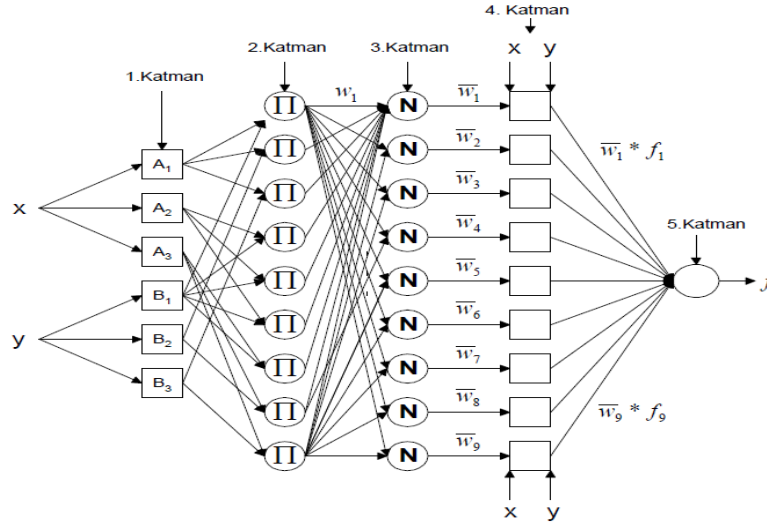 4. Katman
x y
2.Katman
3.Katman
1.Katman
Π w₁ N w̅₁
Π N w̅₂
w̅₁ * f₁
A₁ Π N w̅₃
x
A₂ Π N w̅₄
5.Katman
A₃ Π N w̅₅
B₁ Π N w̅₆
y
B₂ Π N w̅₇
B₃ Π N w̅₈
w̅₉ * f₉
Π N w̅₉
x y